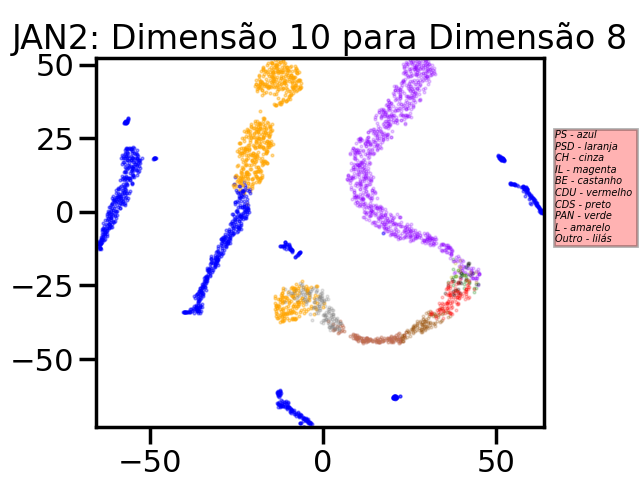 JAN2: Dimensão 10 para Dimensão 8
50
25
0
−25
−50
−50
0
50
PS - azul
PSD - laranja
CH - cinza
IL - magenta
BE - castanho
CDU - vermelho
CDS - preto
PAN - verde
L - amarelo
Outro - lilás